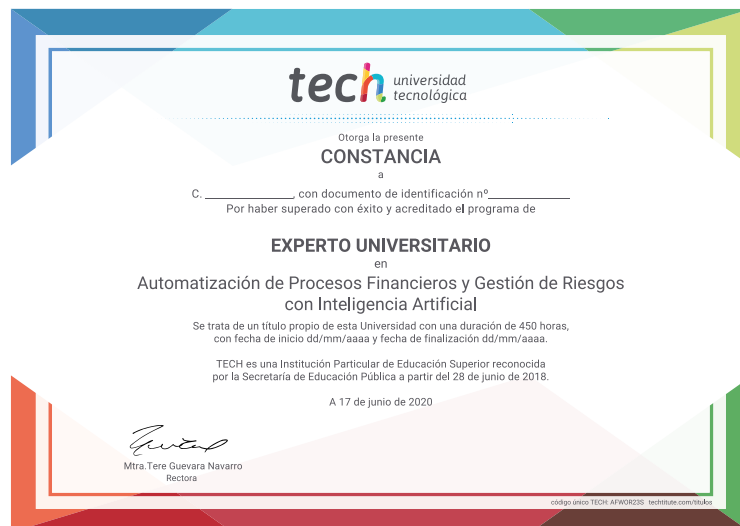 tech universidad
tecnológica
Otorga la presente
CONSTANCIA
a
C. ______________, con documento de identificación nº_____________
Por haber superado con éxito y acreditado el programa de
EXPERTO UNIVERSITARIO
en
Automatización de Procesos Financieros y Gestión de Riesgos
con Inteligencia Artificial
Se trata de un título propio de esta Universidad con una duración de 450 horas,
con fecha de inicio dd/mm/aaaa y fecha de finalización dd/mm/aaaa.
TECH es una Institución Particular de Educación Superior reconocida
por la Secretaría de Educación Pública a partir del 28 de junio de 2018.
A 17 de junio de 2020
Mtra.Tere Guevara Navarro
Rectora
código único TECH: AFWOR23S techtitute.com/titulos